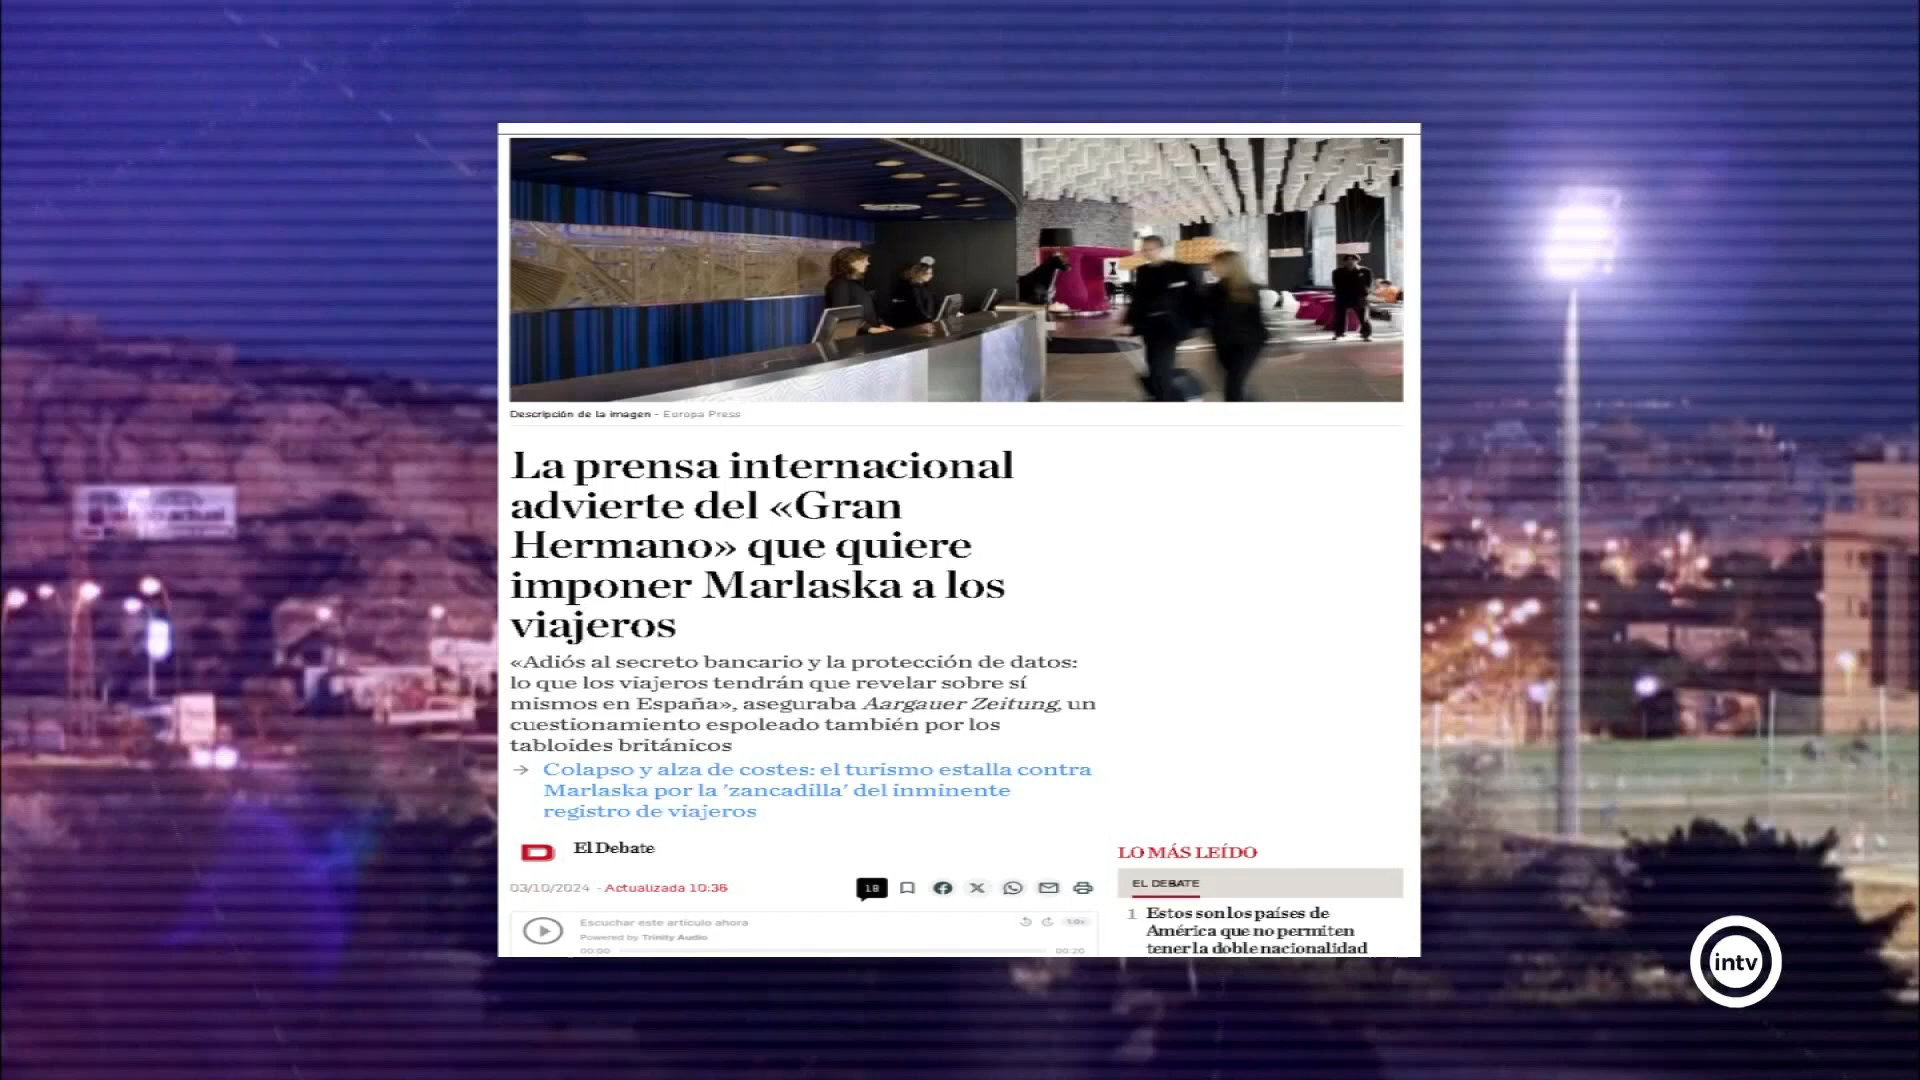 Descripción de la imagen - Europa Press
La prensa internacional
advierte del «Gran
Hermano» que quiere
imponer Marlaska a los
viajeros
«Adiós al secreto bancario y la protección de datos:
lo que los viajeros tendrán que revelar sobre sí
mismos en España», aseguraba Aargauer Zeitung, un
cuestionamiento espoleado también por los
tabloides británicos
→ Colapso y alza de costes: el turismo estalla contra
Marlaska por la 'zancadilla' del inminente
registro de viajeros
El Debate
03/10/2024 - Actualizada 10:36
18
Escuchar este artículo ahora
1.0x
Powered by Trinity Audio
00:00
LO MÁS LEÍDO
EL DEBATE
1 Estos son los países de
América que no permiten
tener la doble nacionalidad
intv